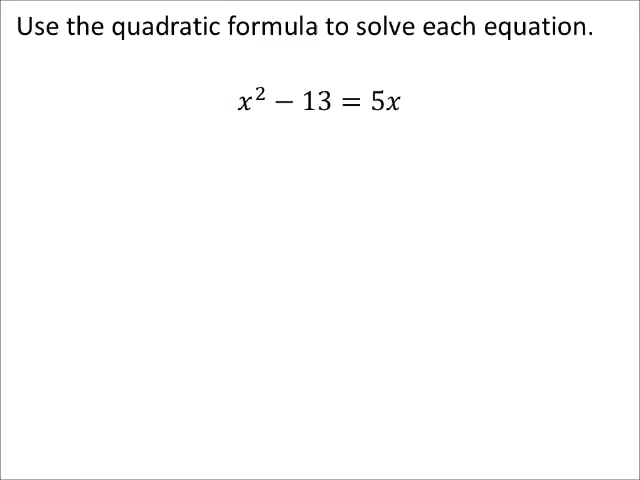 Use the quadratic formula to solve each equation.
x² − 13 = 5x